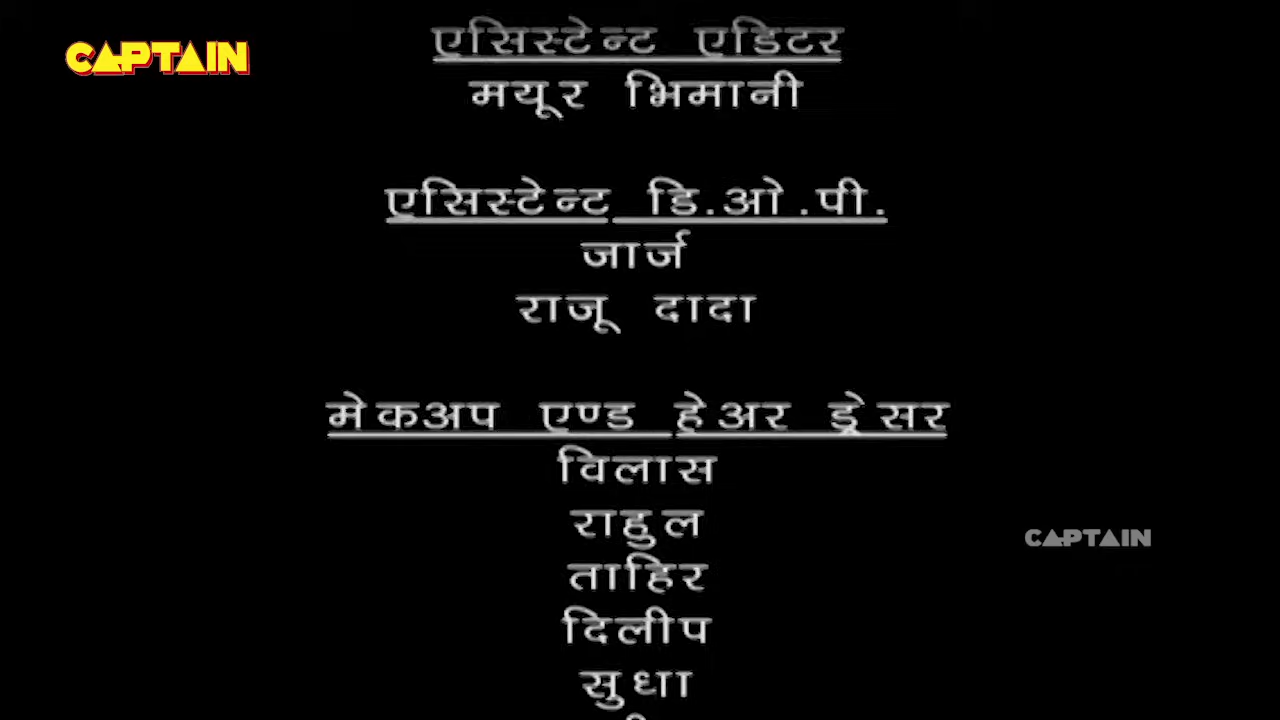 CAPTAIN
एसिस्टेन्ट एडिटर
मयूर भिमानी
एसिस्टेन्ट डि.ओ.पी.
जार्ज
राजू दादा
मेकअप एण्ड हेअर ड्रेसर
विलास
राहुल
CAPTAIN
ताहिर
दिलीप
सुधा